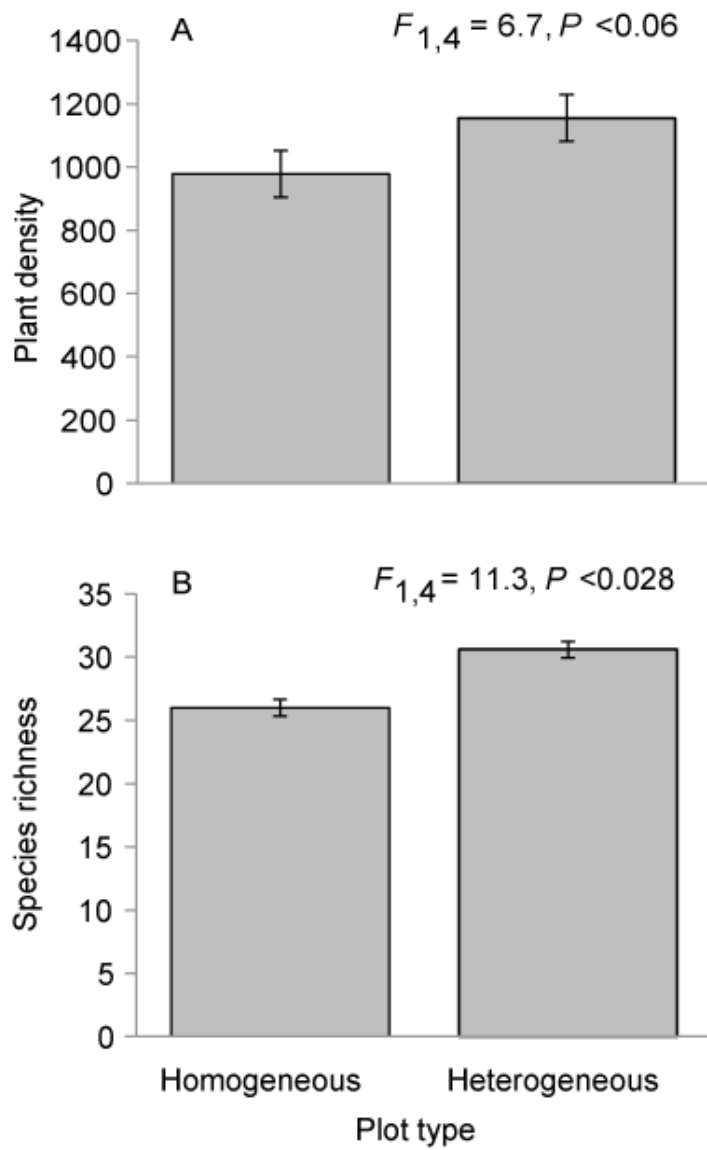 A
F1,4 = 6.7, P <0.06
1400
1200
1000
800
600
400
200
0
Plant density
B
F1,4 = 11.3, P <0.028
35
30
25
20
15
10
5
0
Species richness
Homogeneous Heterogeneous
Plot type